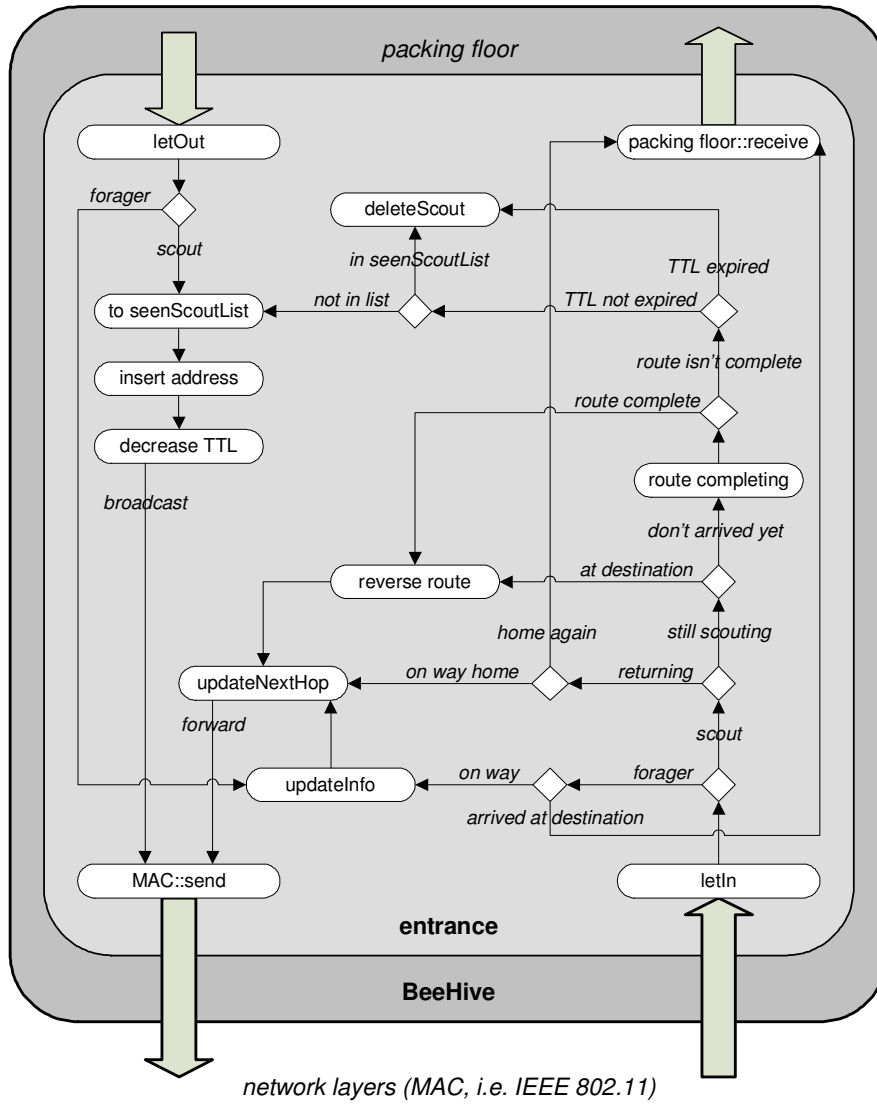 packing floor
letOut
packing floor::receive
forager
deleteScout
scout
in seenScoutList
TTL expired
to seenScoutList
not in list
TTL not expired
insert address
route isn't complete
route complete
decrease TTL
route completing
broadcast
don't arrived yet
reverse route
at destination
home again
still scouting
updateNextHop
on way home
returning
forward
scout
updateInfo
on way
forager
arrived at destination
MAC::send
letIn
entrance
BeeHive
network layers (MAC, i.e. IEEE 802.11)